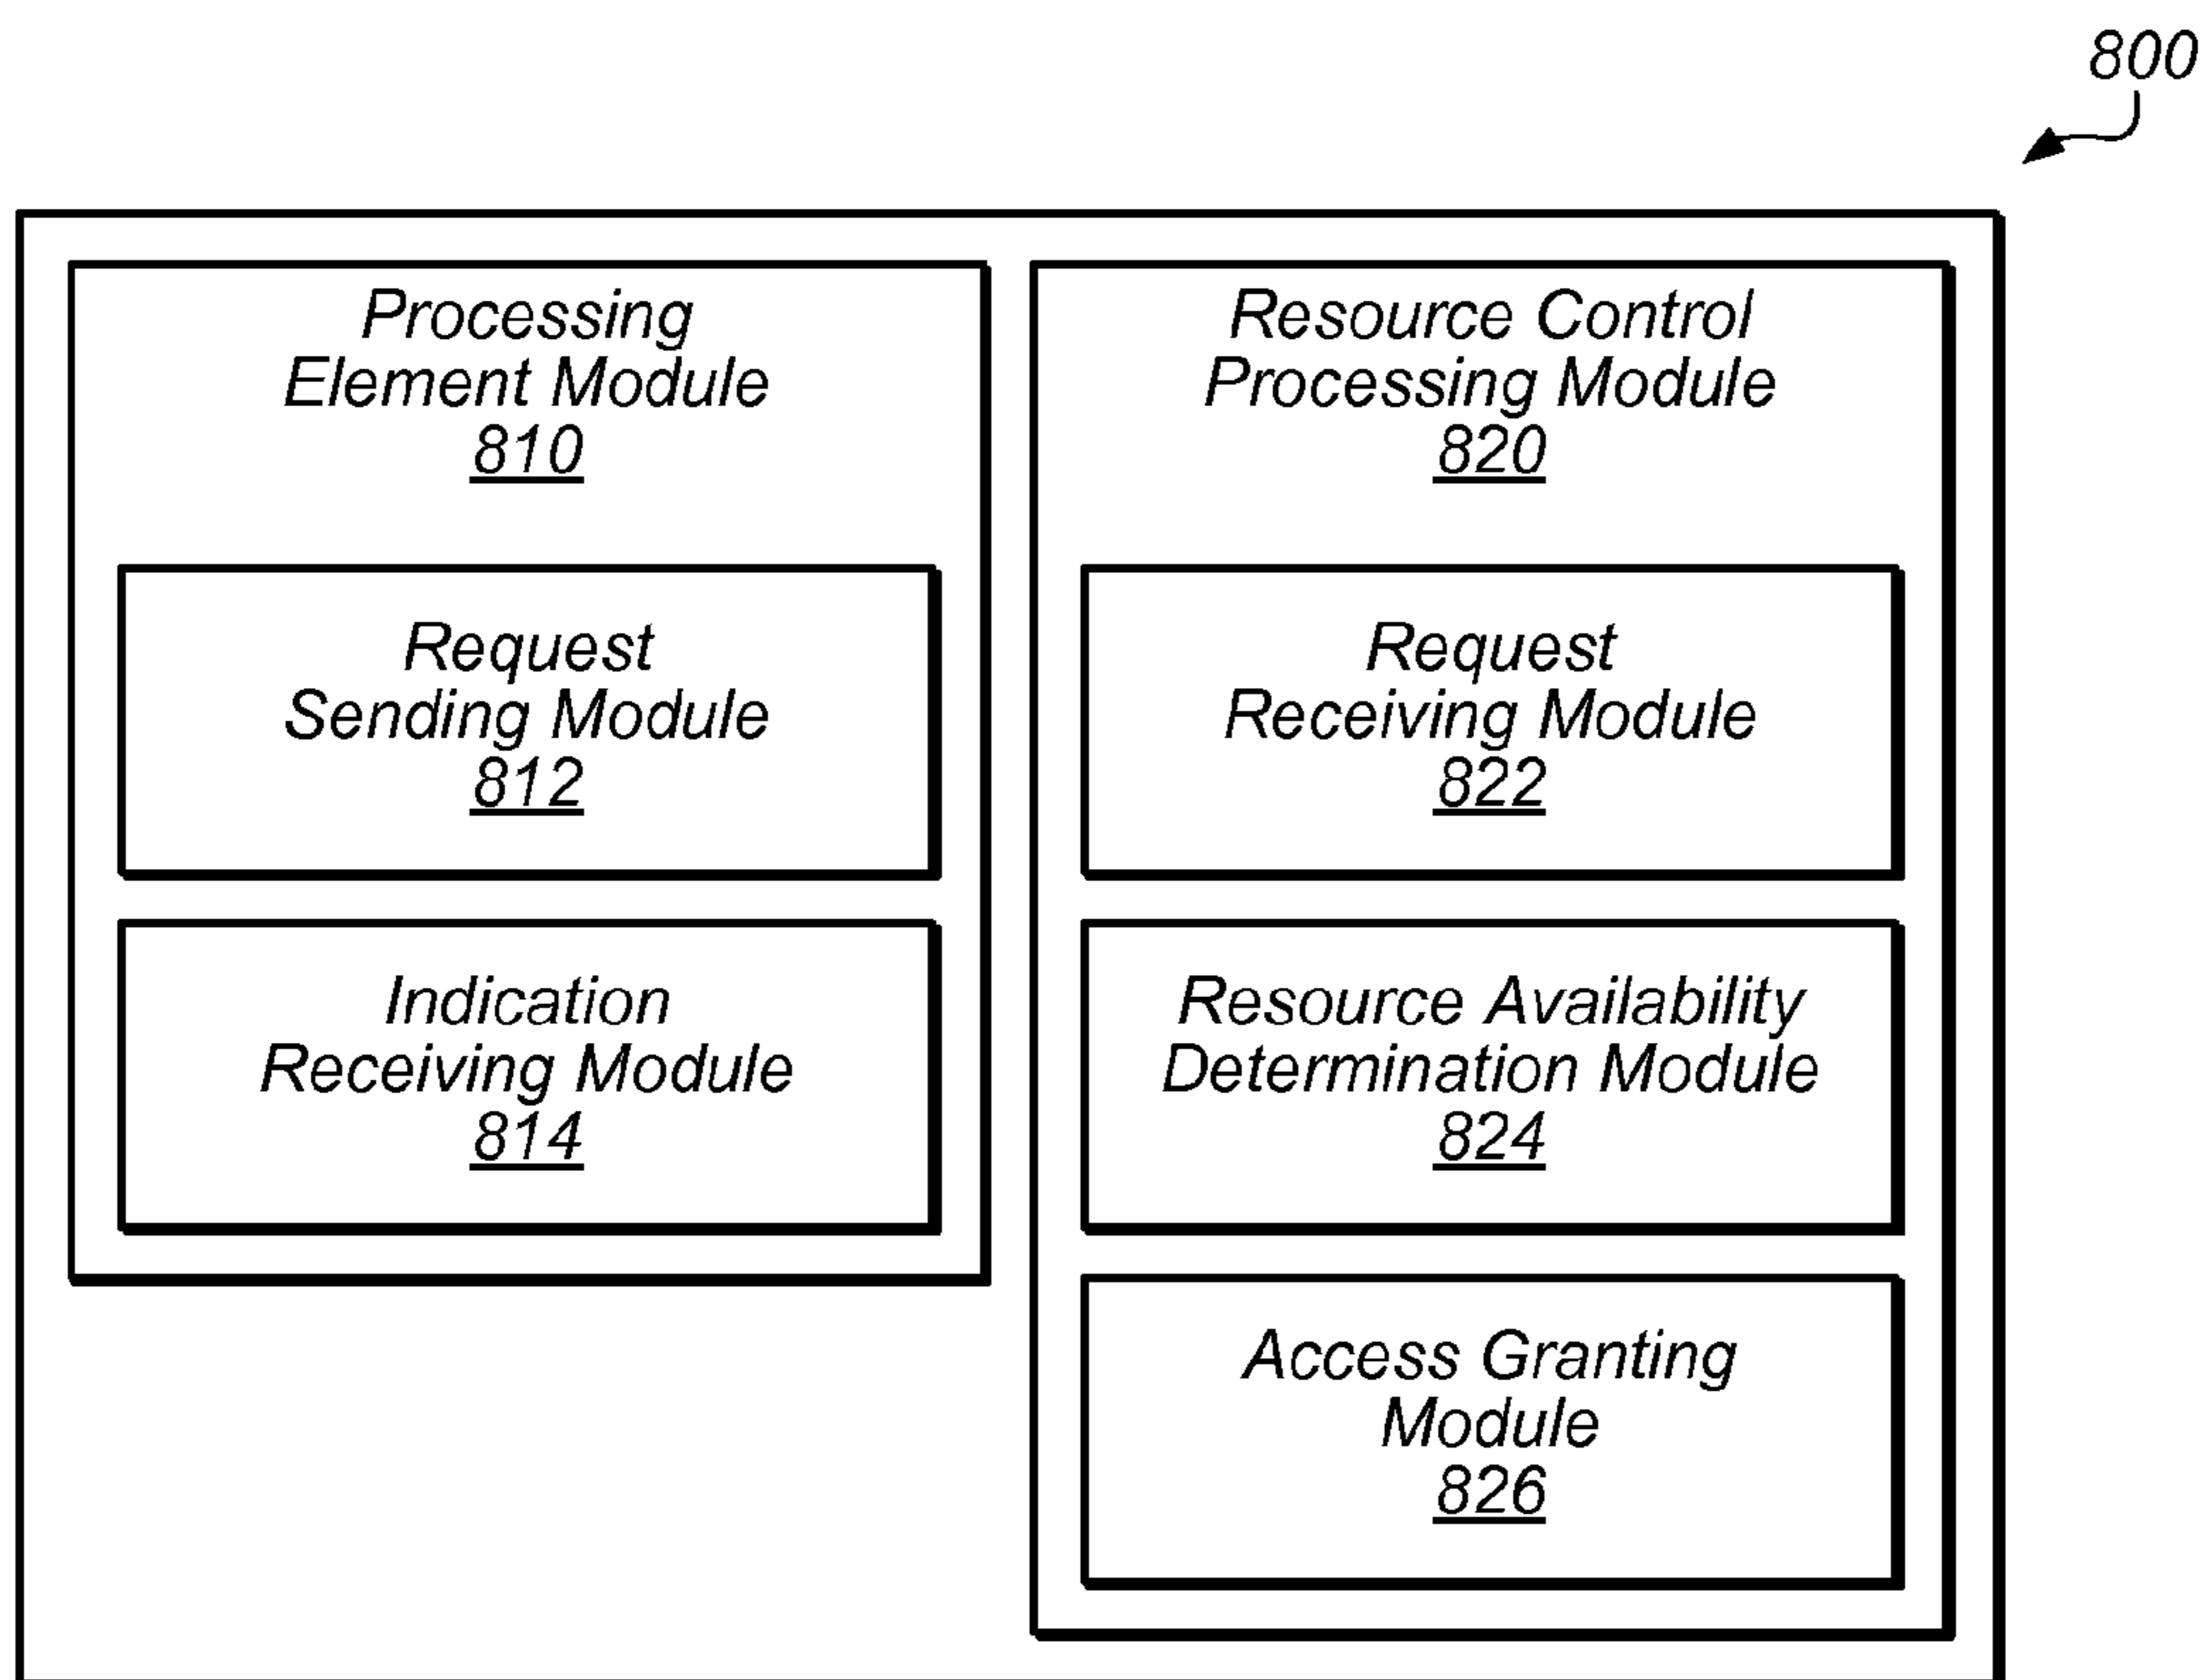 800
Processing
Element Module
810
Request
Sending Module
812
Indication
Receiving Module
814
Resource Control
Processing Module
820
Request
Receiving Module
822
Resource Availability
Determination Module
824
Access Granting
Module
826